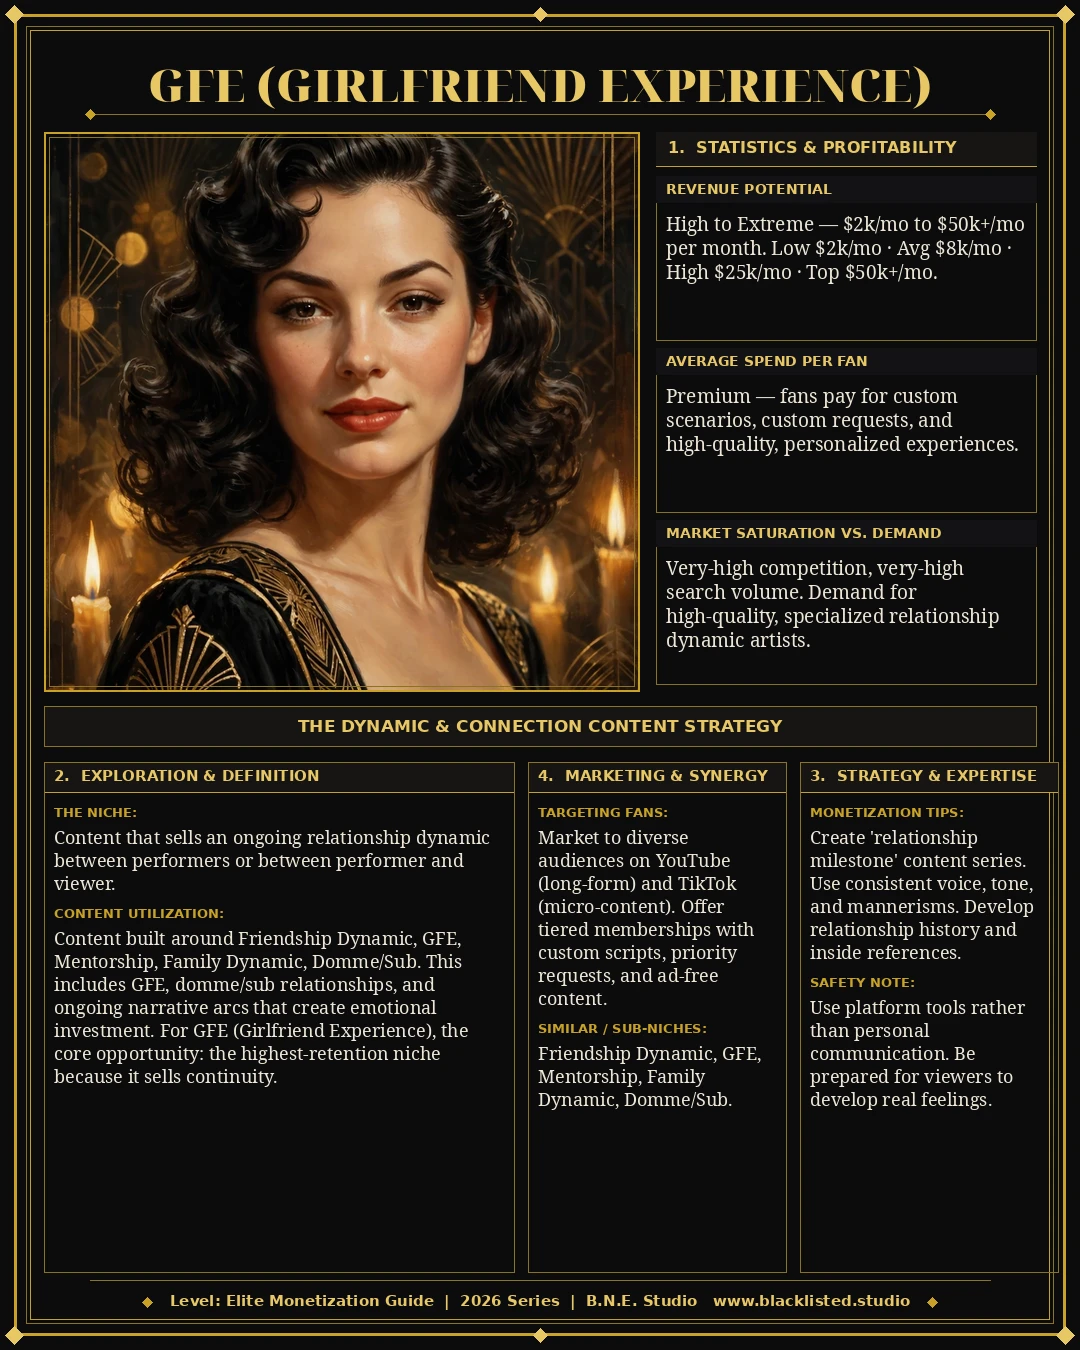 GFE (GIRLFRIEND EXPERIENCE)
1. STATISTICS & PROFITABILITY
REVENUE POTENTIAL
High to Extreme — $2k/mo to $50k+/mo
per month. Low $2k/mo · Avg $8k/mo ·
High $25k/mo · Top $50k+/mo.
AVERAGE SPEND PER FAN
Premium — fans pay for custom
scenarios, custom requests, and
high-quality, personalized experiences.
MARKET SATURATION VS. DEMAND
Very-high competition, very-high
search volume. Demand for
high-quality, specialized relationship
dynamic artists.
THE DYNAMIC & CONNECTION CONTENT STRATEGY
2. EXPLORATION & DEFINITION
THE NICHE:
Content that sells an ongoing relationship dynamic
between performers or between performer and
viewer.
CONTENT UTILIZATION:
Content built around Friendship Dynamic, GFE,
Mentorship, Family Dynamic, Domme/Sub. This
includes GFE, domme/sub relationships, and
ongoing narrative arcs that create emotional
investment. For GFE (Girlfriend Experience), the
core opportunity: the highest-retention niche
because it sells continuity.
4. MARKETING & SYNERGY
TARGETING FANS:
Market to diverse
audiences on YouTube
(long-form) and TikTok
(micro-content). Offer
tiered memberships with
custom scripts, priority
requests, and ad-free
content.
SIMILAR / SUB-NICHES:
Friendship Dynamic, GFE,
Mentorship, Family
Dynamic, Domme/Sub.
3. STRATEGY & EXPERTISE
MONETIZATION TIPS:
Create 'relationship
milestone' content series.
Use consistent voice, tone,
and mannerisms. Develop
relationship history and
inside references.
SAFETY NOTE:
Use platform tools rather
than personal
communication. Be
prepared for viewers to
develop real feelings.
Level: Elite Monetization Guide | 2026 Series | B.N.E. Studio www.blacklisted.studio